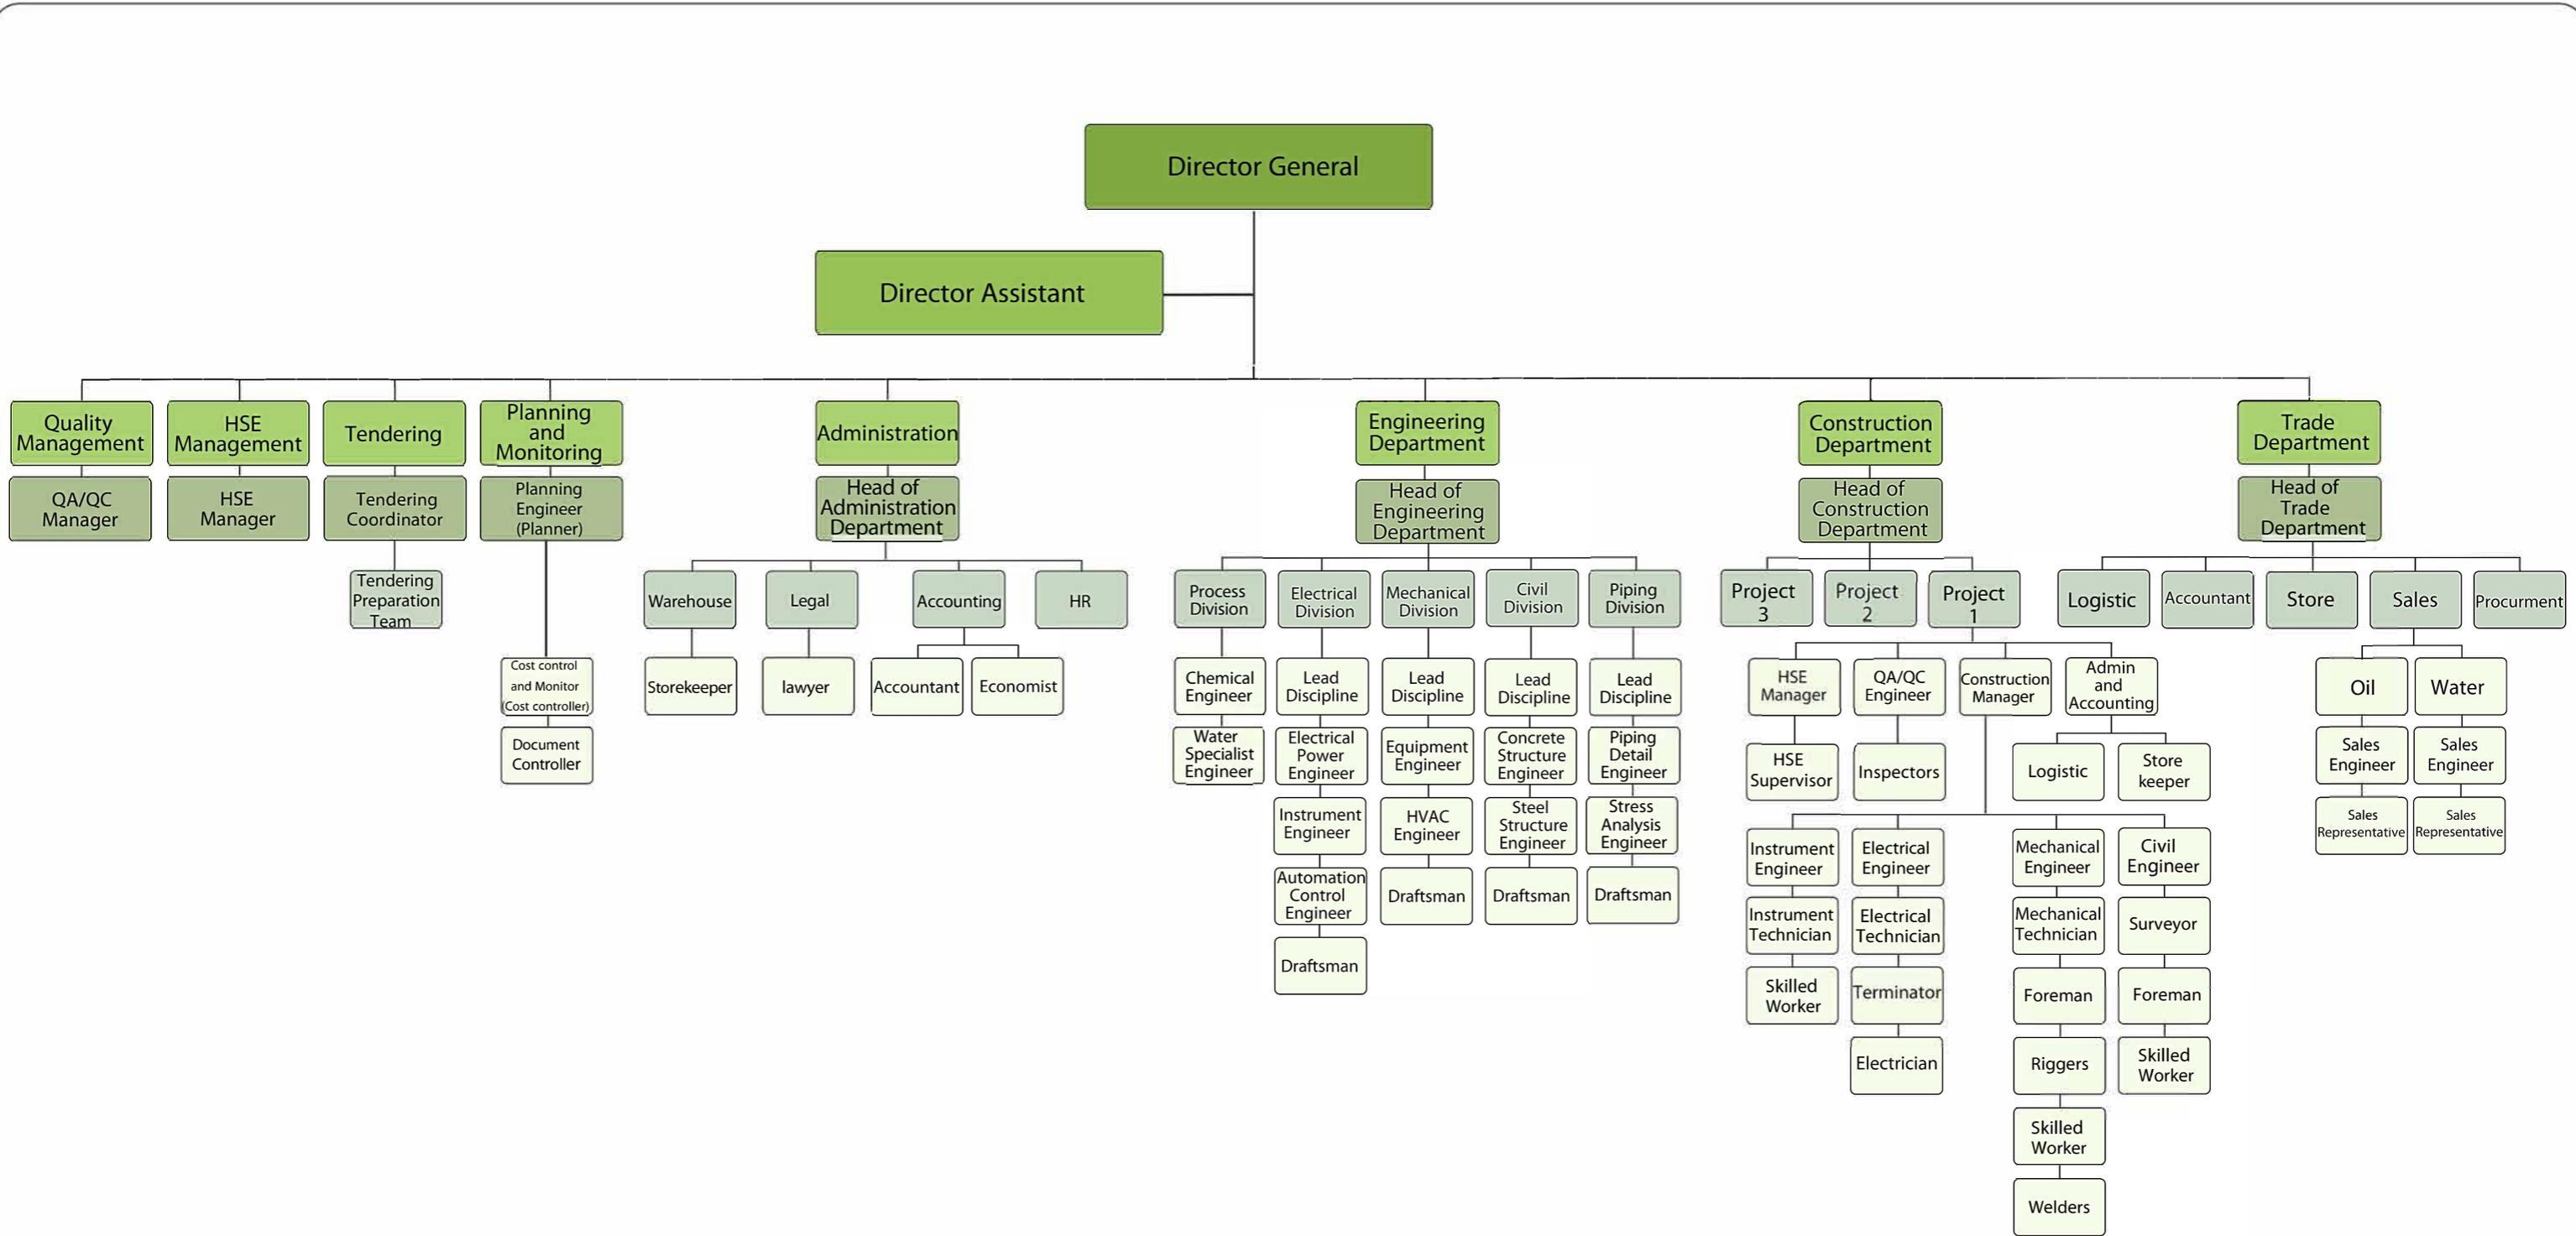 Director General
Director Assistant
Quality
Management
HSE
Management
Tendering
Planning
and
Monitoring
Administration
Engineering
Department
Construction
Department
Trade
Department
QA/QC
Manager
HSE
Manager
Tendering
Coordinator
Planning
Engineer
(Planner)
Head of
Administration
Department
Head of
Engineering
Department
Head of
Construction
Department
Head of
Trade
Department
Tendering
Preparation
Team
Warehouse
Legal
Accounting
HR
Process
Division
Electrical
Division
Mechanical
Division
Civil
Division
Piping
Division
Project
3
Project
2
Project
1
Logistic
Accountant
Store
Sales
Procurment
Cost control
and Monitor
(Cost controller)
Document
Controller
Storekeeper
lawyer
Accountant
Economist
Chemical
Engineer
Water
Specialist
Engineer
Lead
Discipline
Electrical
Power
Engineer
Instrument
Engineer
Automation
Control
Engineer
Draftsman
Lead
Discipline
Equipment
Engineer
HVAC
Engineer
Draftsman
Lead
Discipline
Concrete
Structure
Engineer
Steel
Structure
Engineer
Draftsman
Lead
Discipline
Piping
Detail
Engineer
Stress
Analysis
Engineer
Draftsman
HSE
Manager
QA/QC
Engineer
Construction
Manager
Admin
and
Accounting
HSE
Supervisor
Inspectors
Logistic
Store
keeper
Instrument
Engineer
Instrument
Technician
Skilled
Worker
Electrical
Engineer
Electrical
Technician
Terminator
Electrician
Mechanical
Engineer
Mechanical
Technician
Foreman
Riggers
Skilled
Worker
Welders
Civil
Engineer
Surveyor
Foreman
Skilled
Worker
Oil
Sales
Engineer
Sales
Representative
Water
Sales
Engineer
Sales
Representative